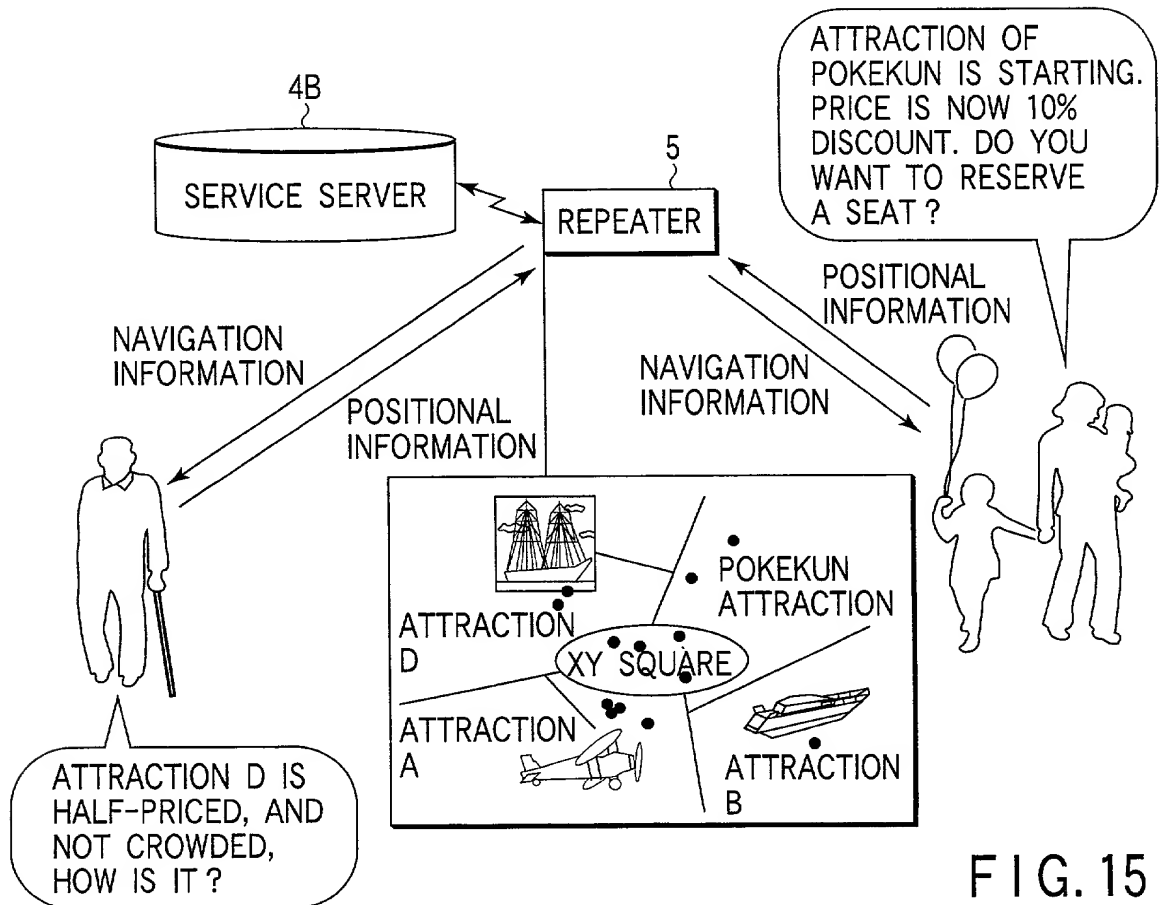 4B
SERVICE SERVER
5
REPEATER
ATTRACTION OF
POKEKUN IS STARTING.
PRICE IS NOW 10%
DISCOUNT. DO YOU
WANT TO RESERVE
A SEAT?
NAVIGATION
INFORMATION
POSITIONAL
INFORMATION
NAVIGATION
INFORMATION
POSITIONAL
INFORMATION
ATTRACTION
D
POKEKUN
ATTRACTION
XY SQUARE
ATTRACTION
A
ATTRACTION
B
ATTRACTION D IS
HALF-PRICED, AND
NOT CROWDED,
HOW IS IT?
FIG. 15